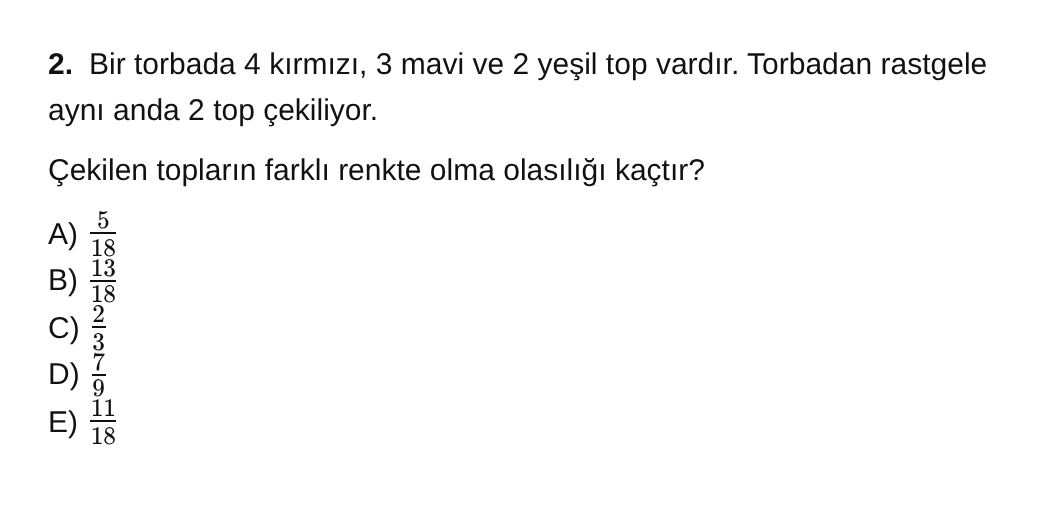 2. Bir torbada 4 kırmızı, 3 mavi ve 2 yeşil top vardır. Torbadan rastgele
aynı anda 2 top çekiliyor.
Çekilen topların farklı renkte olma olasılığı kaçtır?
A) 5/18
B) 13/18
C) 2/3
D) 7/9
E) 11/18